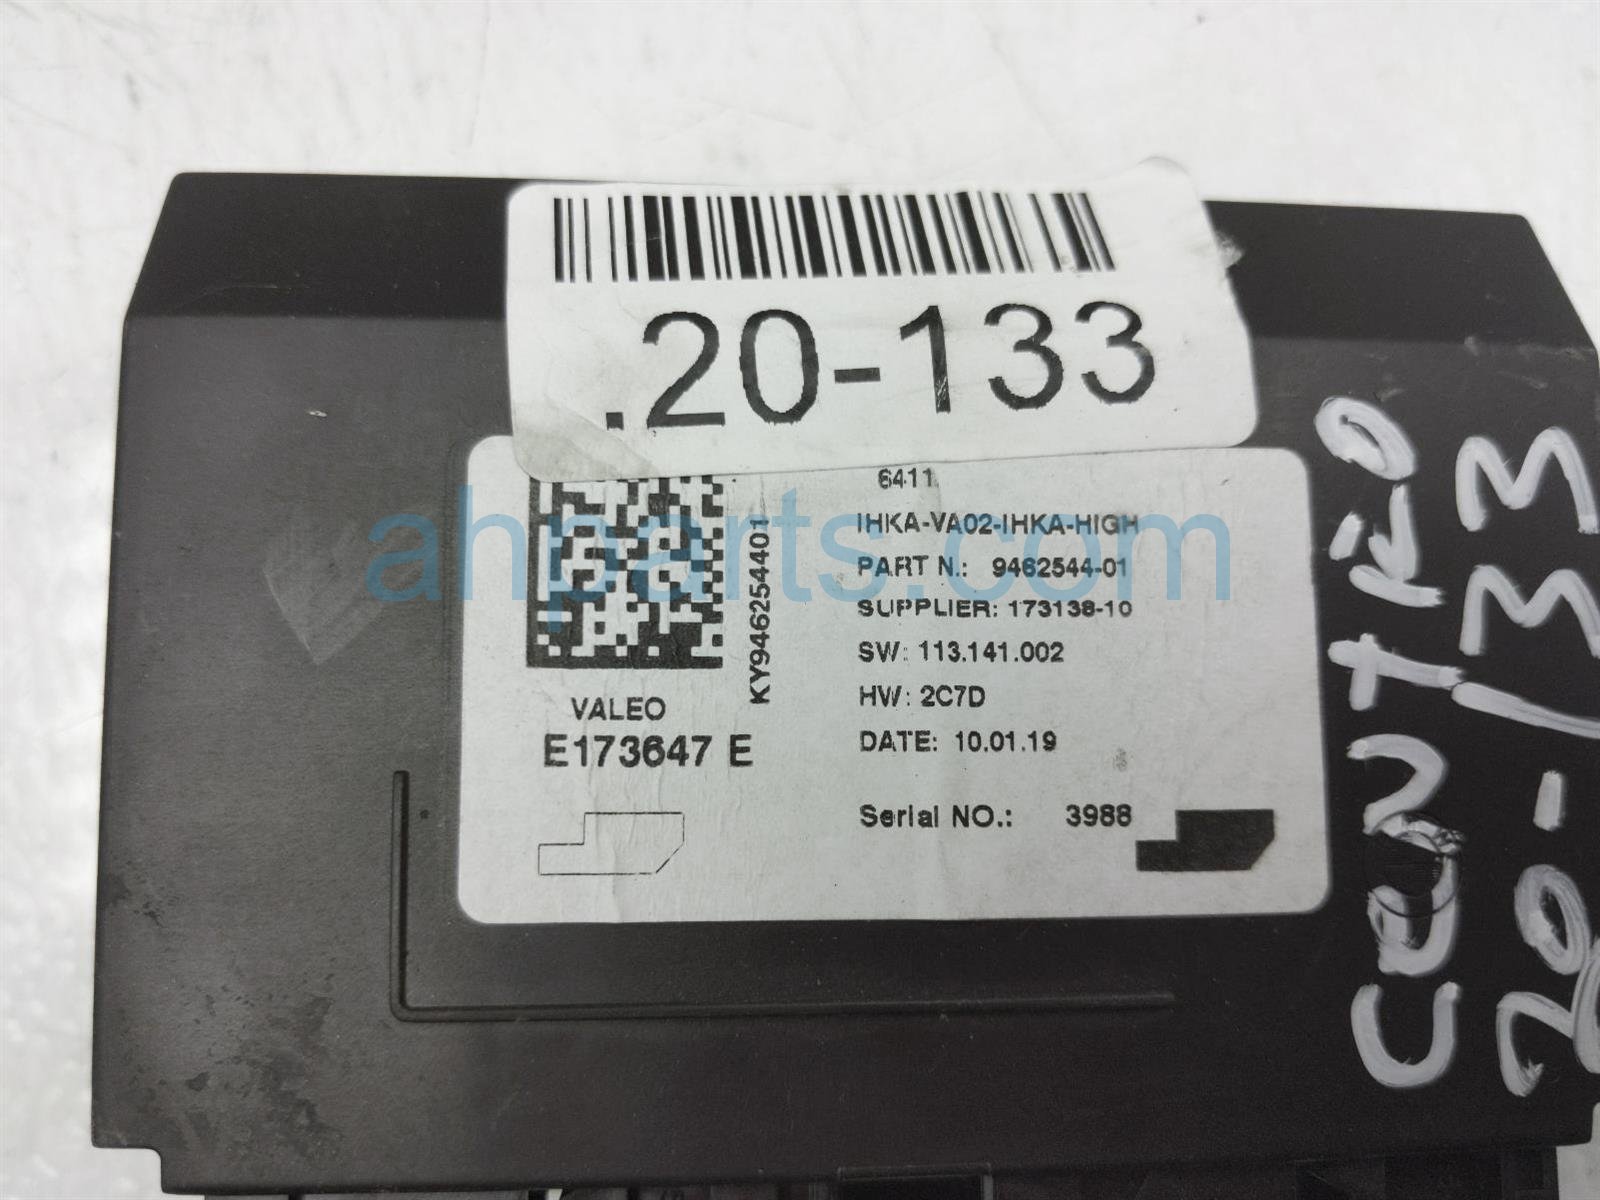 .20-133
6411
IHKA-VA02-IHKA-HIGH
PART N.: 9462544-01
SUPPLIER: 173138-10
SW: 113.141.002
HW: 2C7D
DATE: 10.01.19
Serial NO.: 3988
KY946254401
VALEO
E173647 E
ahparts.com
20-133